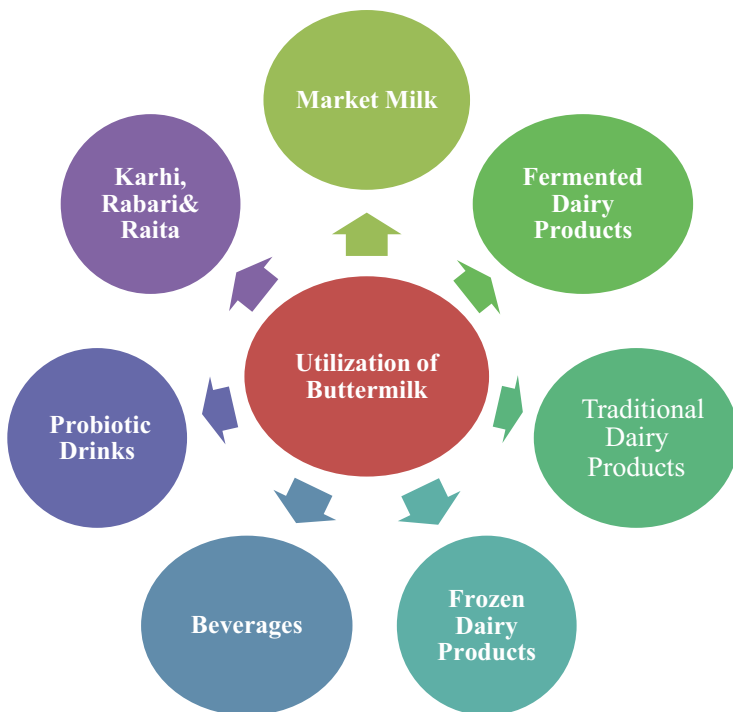 Market Milk
Karhi,
Rabari&
Raita
Fermented
Dairy
Products
Utilization of
Buttermilk
Traditional
Dairy
Products
Probiotic
Drinks
Beverages
Frozen
Dairy
Products